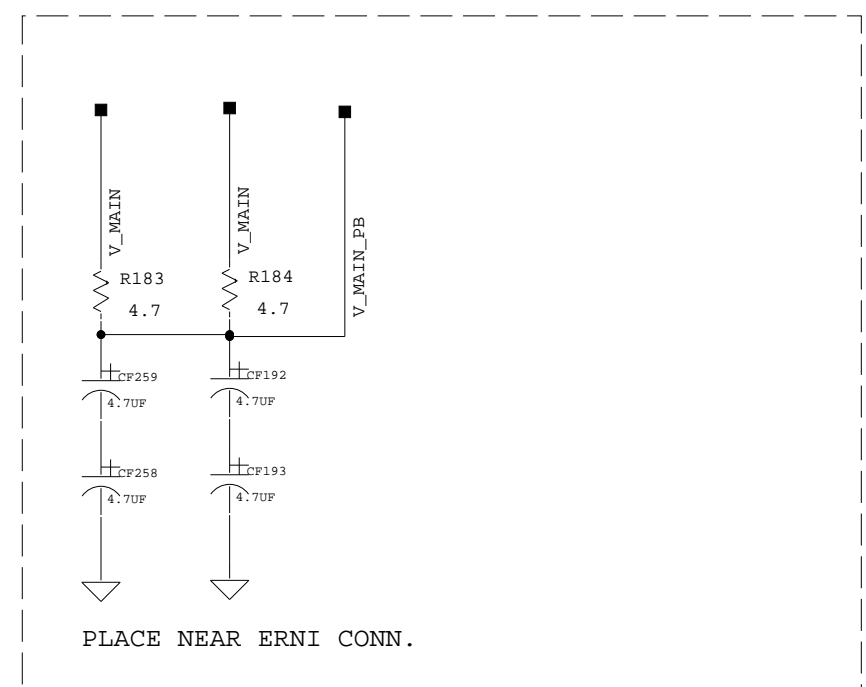 V_MAIN
V_MAIN
V_MAIN_PB
R183
4.7
R184
4.7
CF259
4.7UF
CF192
4.7UF
CF258
4.7UF
CF193
4.7UF
PLACE NEAR ERNI CONN.